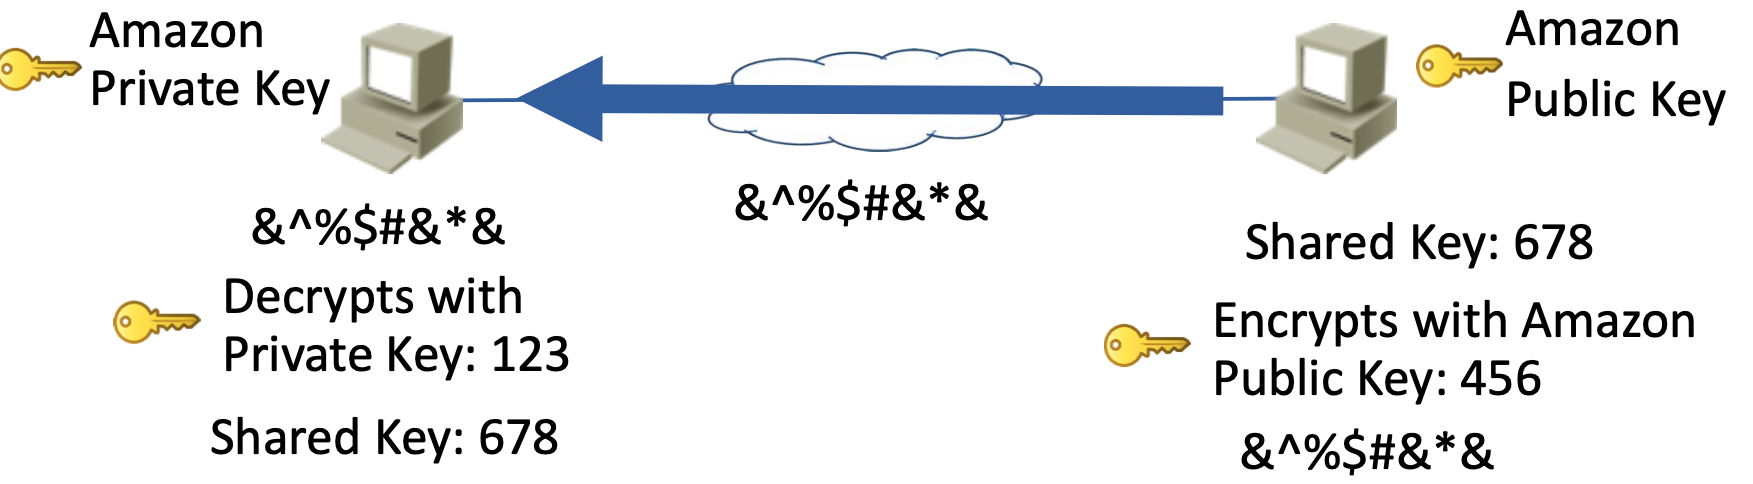 Amazon
Private Key
Amazon
Public Key
&^%$#&*&
&^%$#&*&
Decrypts with
Private Key: 123
Shared Key: 678
Shared Key: 678
Encrypts with Amazon
Public Key: 456
&^%$#&*&